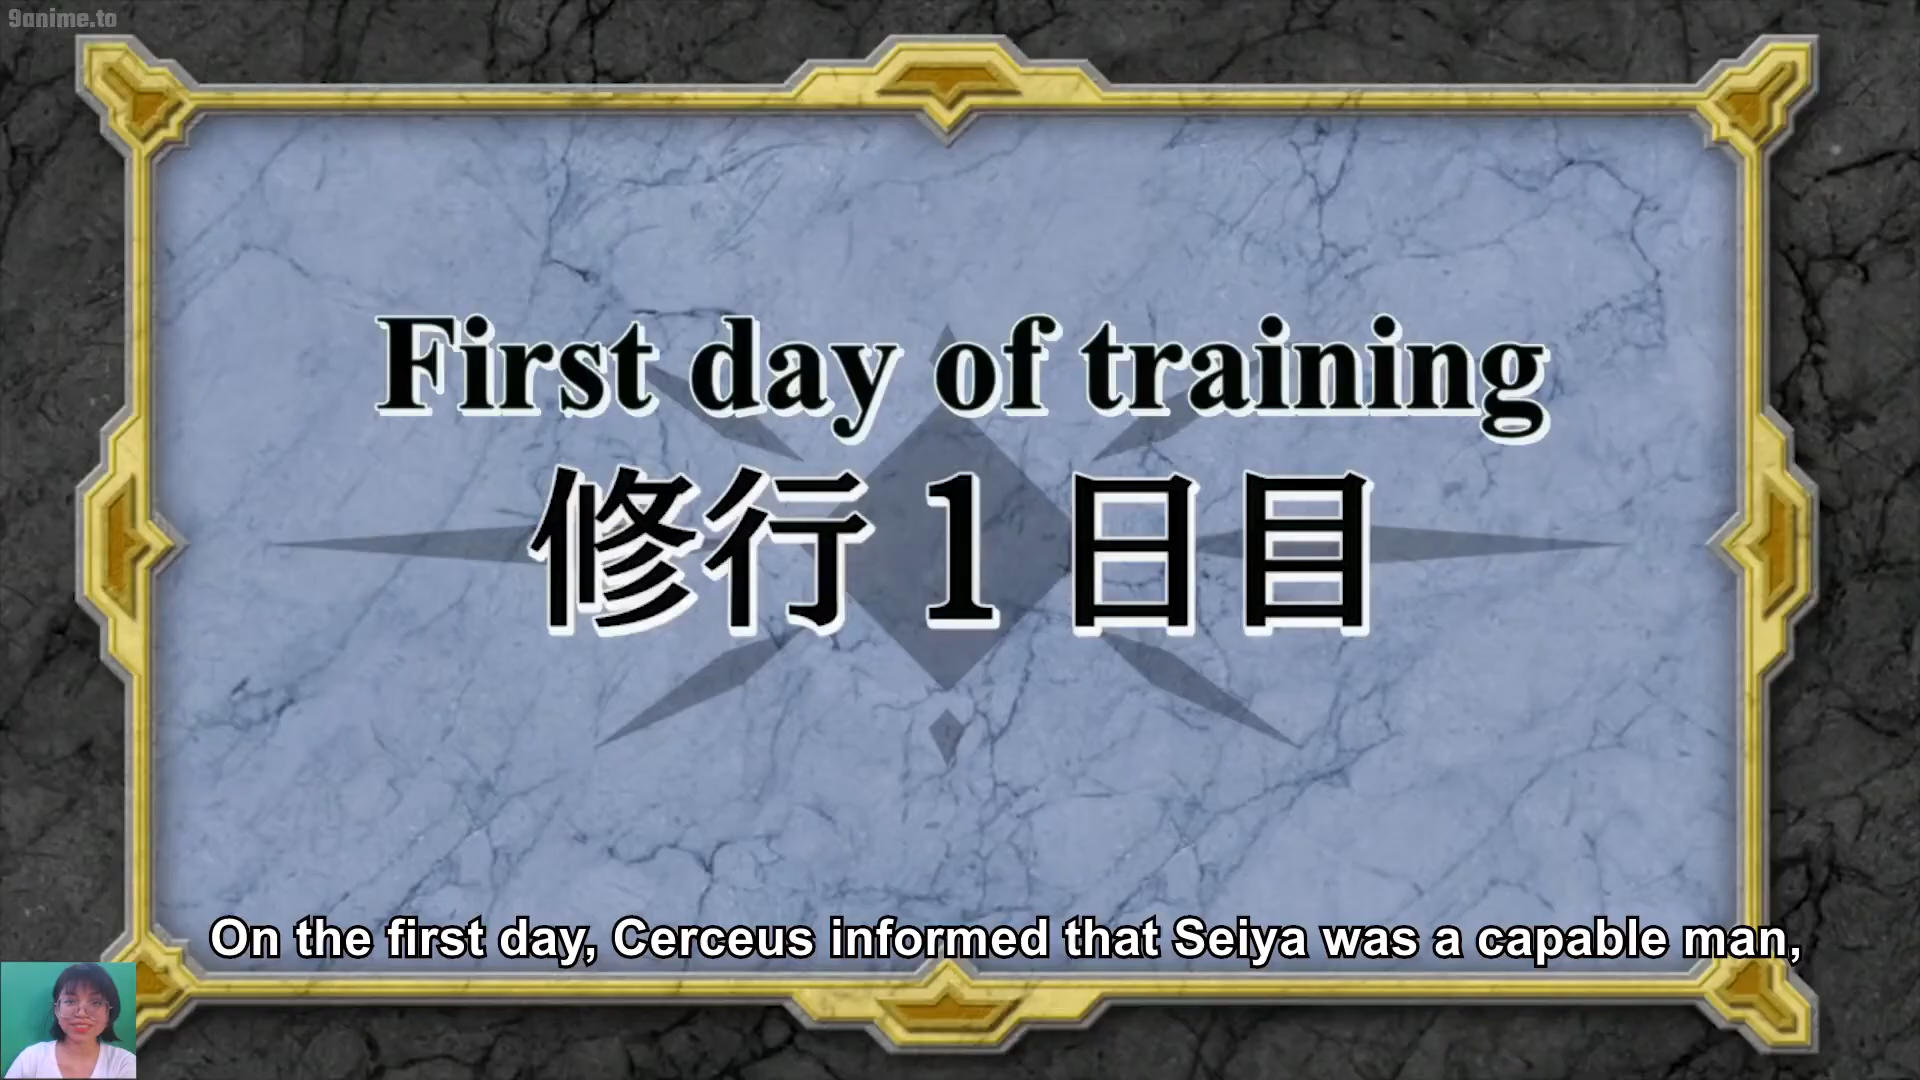 9anime.to
First day of training
修行1日目
On the first day, Cerceus informed that Seiya was a capable man,